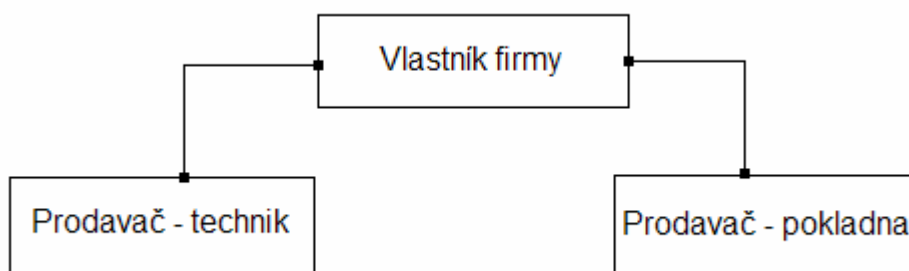 Vlastník firmy
Prodavač - technik
Prodavač - pokladna